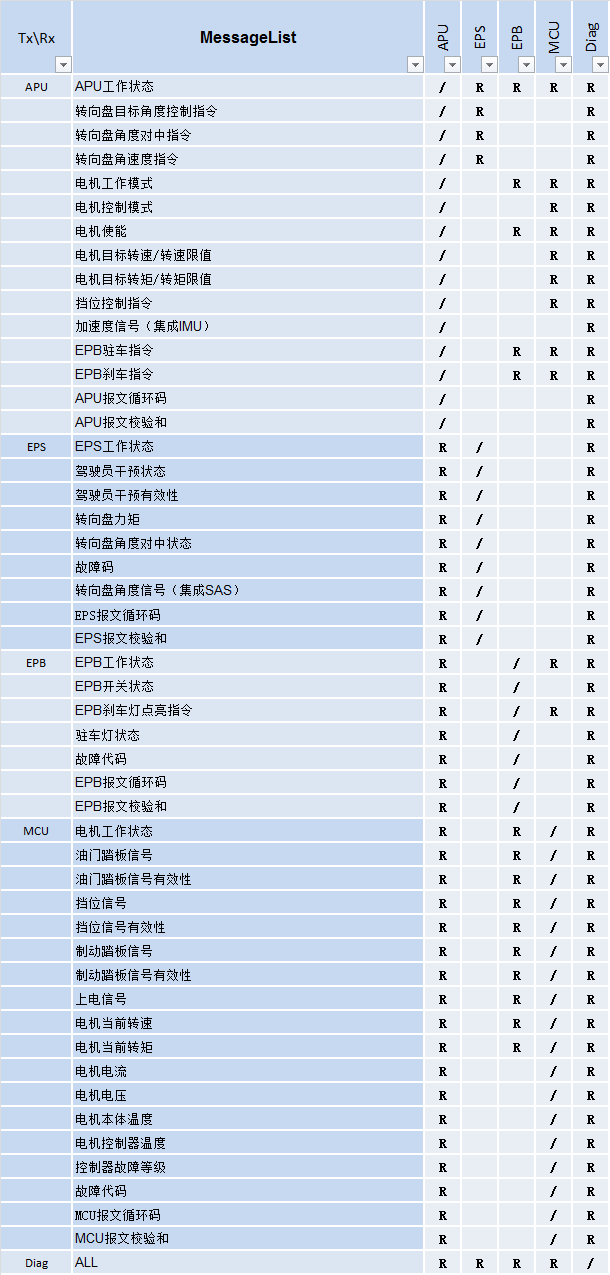 Tx\Rx MessageList APU EPS EPB MCU Diag
APU APU工作状态 / R R R R
转向盘目标角度控制指令 / R R
转向盘角度对中指令 / R R
转向盘角速度指令 / R R
电机工作模式 / R R R
电机控制模式 / R R
电机使能 / R R R
电机目标转速/转速限值 / R R
电机目标转矩/转矩限值 / R R
挡位控制指令 / R R
加速度信号（集成IMU） / R
EPB驻车指令 / R R R
EPB刹车指令 / R R R
APU报文循环码 / R
APU报文校验和 / R
EPS EPS工作状态 R / R
驾驶员干预状态 R / R
驾驶员干预有效性 R / R
转向盘力矩 R / R
转向盘角度对中状态 R / R
故障码 R / R
转向盘角度信号（集成SAS） R / R
EPS报文循环码 R / R
EPS报文校验和 R / R
EPB EPB工作状态 R / R R
EPB开关状态 R / R
EPB刹车灯点亮指令 R / R R
驻车灯状态 R / R
故障代码 R / R
EPB报文循环码 R / R
EPB报文校验和 R / R
MCU 电机工作状态 R R / R
油门踏板信号 R R / R
油门踏板信号有效性 R R / R
挡位信号 R R / R
挡位信号有效性 R R / R
制动踏板信号 R R / R
制动踏板信号有效性 R R / R
上电信号 R R / R
电机当前转速 R R / R
电机当前转矩 R R / R
电机电流 R / R
电机电压 R / R
电机本体温度 R / R
电机控制器温度 R / R
控制器故障等级 R / R
故障代码 R / R
MCU报文循环码 R / R
MCU报文校验和 R / R
Diag ALL R R R R /